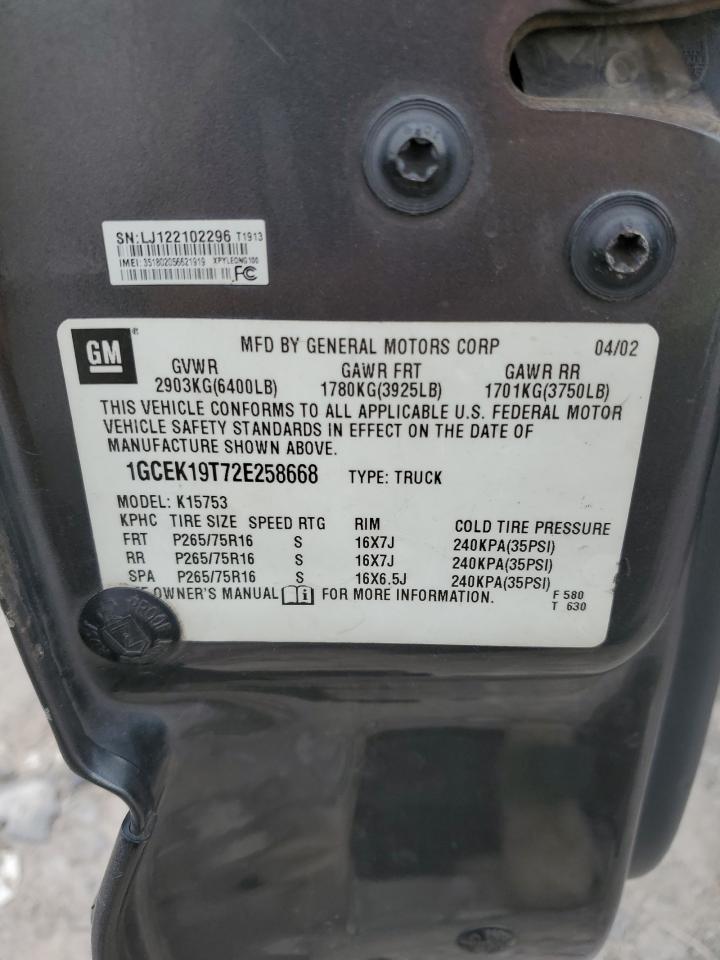 SN:LJ122102296 T1913
IMEI:351802056621919 XPYLEONG100
FC
GM
MFD BY GENERAL MOTORS CORP 04/02
GVWR GAWR FRT GAWR RR
2903KG(6400LB) 1780KG(3925LB) 1701KG(3750LB)
THIS VEHICLE CONFORMS TO ALL APPLICABLE U.S. FEDERAL MOTOR
VEHICLE SAFETY STANDARDS IN EFFECT ON THE DATE OF
MANUFACTURE SHOWN ABOVE.
1GCEK19T72E258668 TYPE: TRUCK
MODEL: K15753
KPHC TIRE SIZE SPEED RTG RIM COLD TIRE PRESSURE
FRT P265/75R16 S 16X7J 240KPA(35PSI)
RR P265/75R16 S 16X7J 240KPA(35PSI)
SPA P265/75R16 S 16X6.5J 240KPA(35PSI)
OWNER'S MANUAL FOR MORE INFORMATION. F 580
T 630